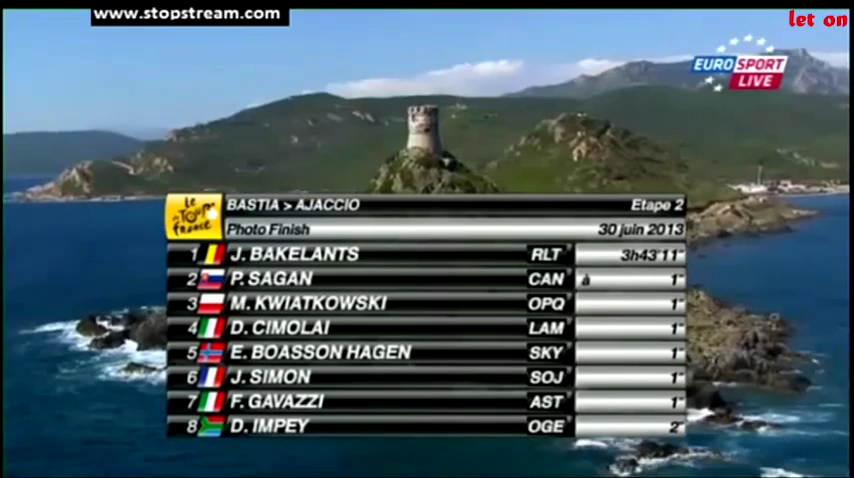 www.stopstream.com
let on
EUROSPORT
LIVE
Le Tour de france
BASTIA > AJACCIO Etape 2
Photo Finish 30 juin 2013
1 J. BAKELANTS RLT 3h43'11"
2 P. SAGAN CAN à 1"
3 M. KWIATKOWSKI OPQ 1"
4 D. CIMOLAI LAM 1"
5 E. BOASSON HAGEN SKY 1"
6 J. SIMON SOJ 1"
7 F. GAVAZZI AST 1"
8 D. IMPEY OGE 2"